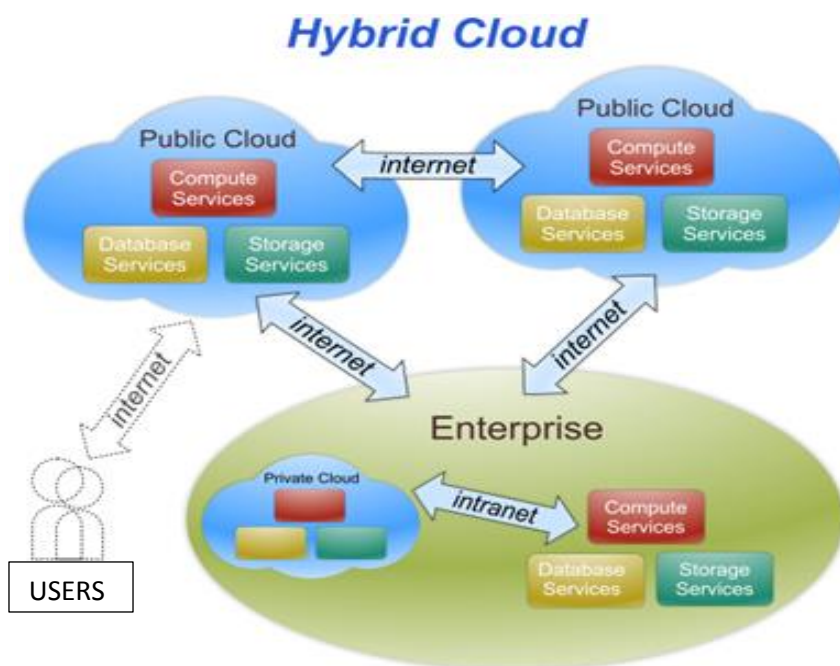 Hybrid Cloud
Public Cloud
Compute
Services
Database
Services
Storage
Services
internet
Public Cloud
Compute
Services
Database
Services
Storage
Services
internet
internet
internet
USERS
Enterprise
Private Cloud
intranet
Compute
Services
Database
Services
Storage
Services